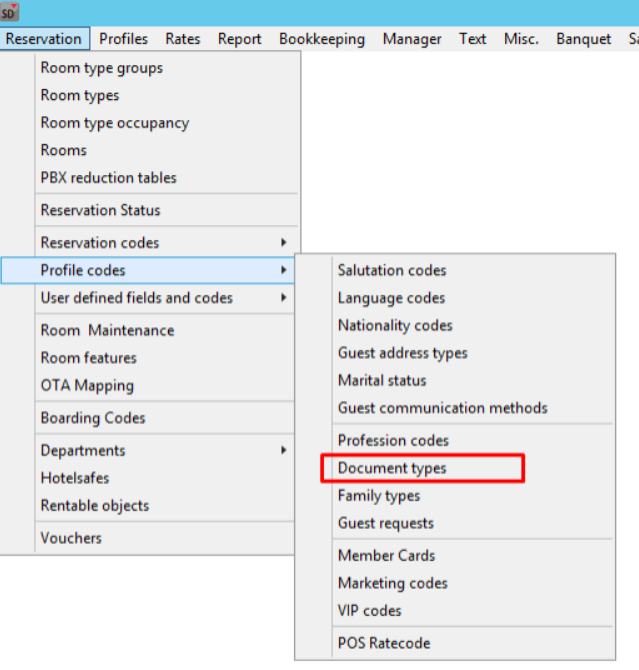 SD
Reservation Profiles Rates Report Bookkeeping Manager Text Misc. Banquet
Room type groups
Room types
Room type occupancy
Rooms
PBX reduction tables
Reservation Status
Reservation codes
Profile codes
User defined fields and codes
Room  Maintenance
Room features
OTA Mapping
Boarding Codes
Departments
Hotelsafes
Rentable objects
Vouchers
Salutation codes
Language codes
Nationality codes
Guest address types
Marital status
Guest communication methods
Profession codes
Document types
Family types
Guest requests
Member Cards
Marketing codes
VIP codes
POS Ratecode